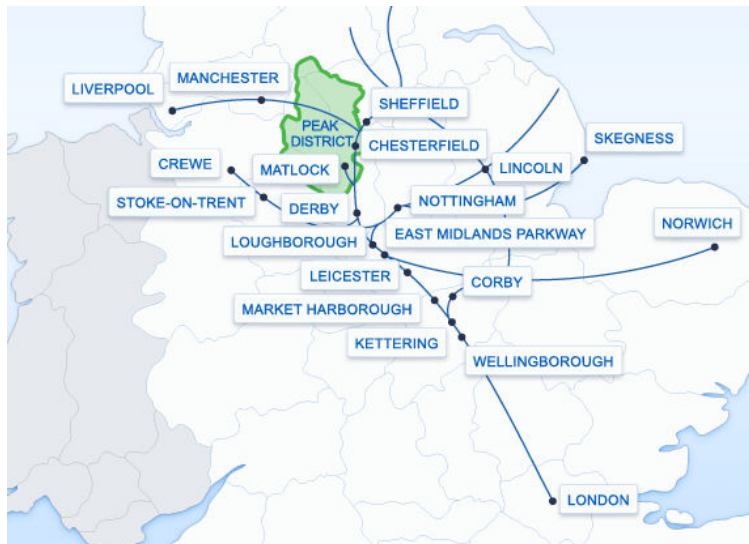 MANCHESTER
LIVERPOOL
SHEFFIELD
PEAK
DISTRICT
CHESTERFIELD
SKEGNESS
CREWE
MATLOCK
LINCOLN
STOKE-ON-TRENT
DERBY
NOTTINGHAM
NORWICH
EAST MIDLANDS PARKWAY
LOUGHBOROUGH
LEICESTER
CORBY
MARKET HARBOROUGH
KETTERING
WELLINGBOROUGH
LONDON